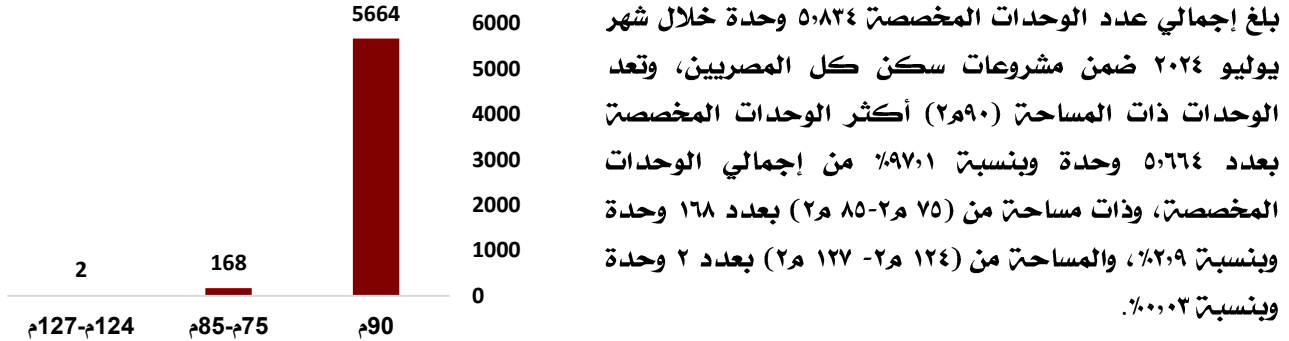 بلغ إجمالي عدد الوحدات المخصصة ٥،٨٣٤ وحدة خلال شهر
يوليو ٢٠٢٤ ضمن مشروعات سكن كل المصريين، وتعد
الوحدات ذات المساحة (٩٠م٢) أكثر الوحدات المخصصة
بعدد ٥،٦٦٤ وحدة وبنسبة ٩٧،١٪ من إجمالي الوحدات
المخصصة، وذات مساحة من (٧٥ م٢-٨٥ م٢) بعدد ١٦٨ وحدة
وبنسبة ٢،٩٪، والمساحة من (١٢٤ م٢- ١٢٧ م٢) بعدد ٢ وحدة
وبنسبة ٠،٠٣٪.
6000
5000
4000
3000
2000
1000
0
5664
168
2
90م
75م-85م
124م-127م